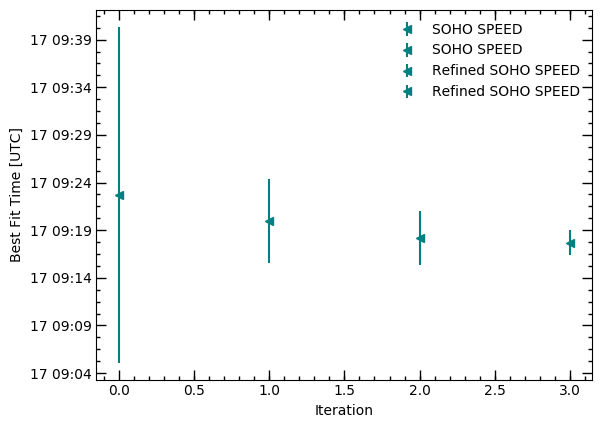 SOHO SPEED
SOHO SPEED
Refined SOHO SPEED
Refined SOHO SPEED
17 09:39
17 09:34
17 09:29
17 09:24
17 09:19
17 09:14
17 09:09
17 09:04
Best Fit Time [UTC]
0.0 0.5 1.0 1.5 2.0 2.5 3.0
Iteration